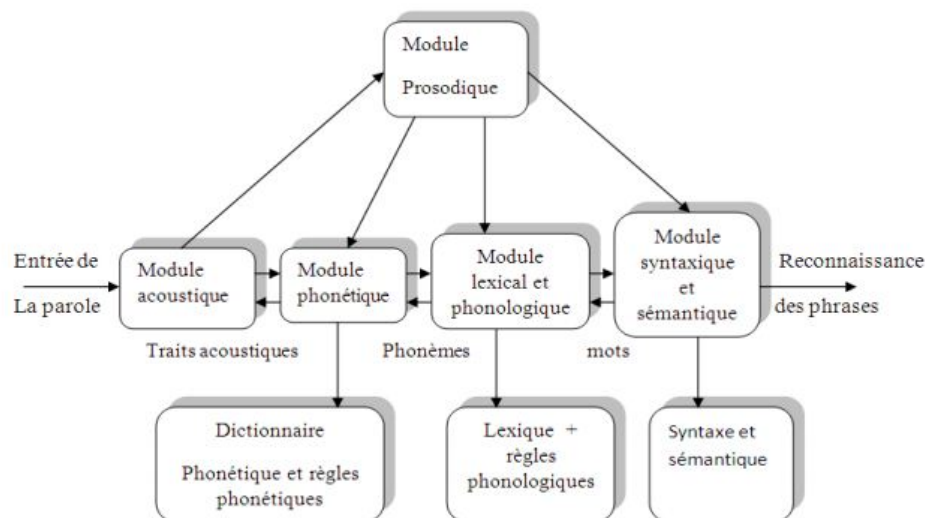 Module
Prosodique
Entrée de
La parole
Module
acoustique
Module
phonétique
Module
lexical et
phonologique
Module
syntaxique
et
sémantique
Reconnaissance
des phrases
Traits acoustiques
Phonèmes
mots
Dictionnaire
Phonétique et règles
phonétiques
Lexique +
règles
phonologiques
Syntaxe et
sémantique